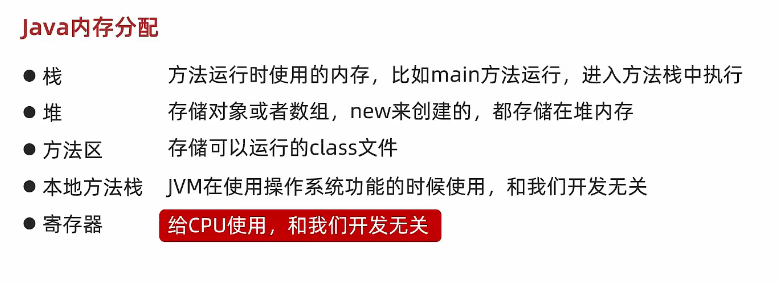 Java内存分配
● 栈 方法运行时使用的内存，比如main方法运行，进入方法栈中执行
● 堆 存储对象或者数组，new来创建的，都存储在堆内存
● 方法区 存储可以运行的class文件
● 本地方法栈 JVM在使用操作系统功能的时候使用，和我们开发无关
● 寄存器 给CPU使用，和我们开发无关